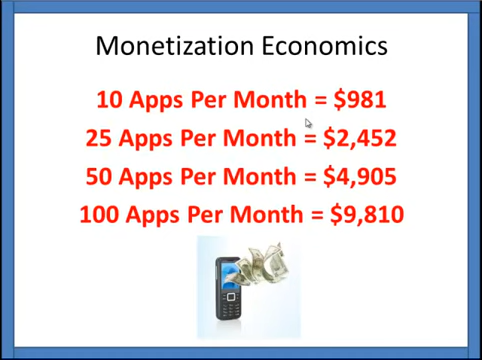 Monetization Economics
10 Apps Per Month = $981
25 Apps Per Month = $2,452
50 Apps Per Month = $4,905
100 Apps Per Month = $9,810